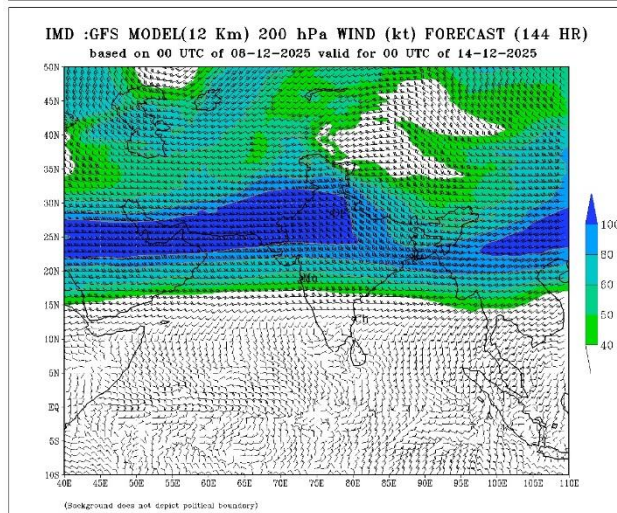 IMD :GFS MODEL(12 Km) 200 hPa WIND (kt) FORECAST (144 HR)
based on 00 UTC of 08-12-2025 valid for 00 UTC of 14-12-2025
50N
45N
40N
35N
30N
25N
20N
15N
10N
5N
5S
10S
40E 45E 50E 55E 60E 65E 70E 75E 80E 85E 90E 95E 100E 105E 110E
100
80
60
40
(Background does not depict political boundary)